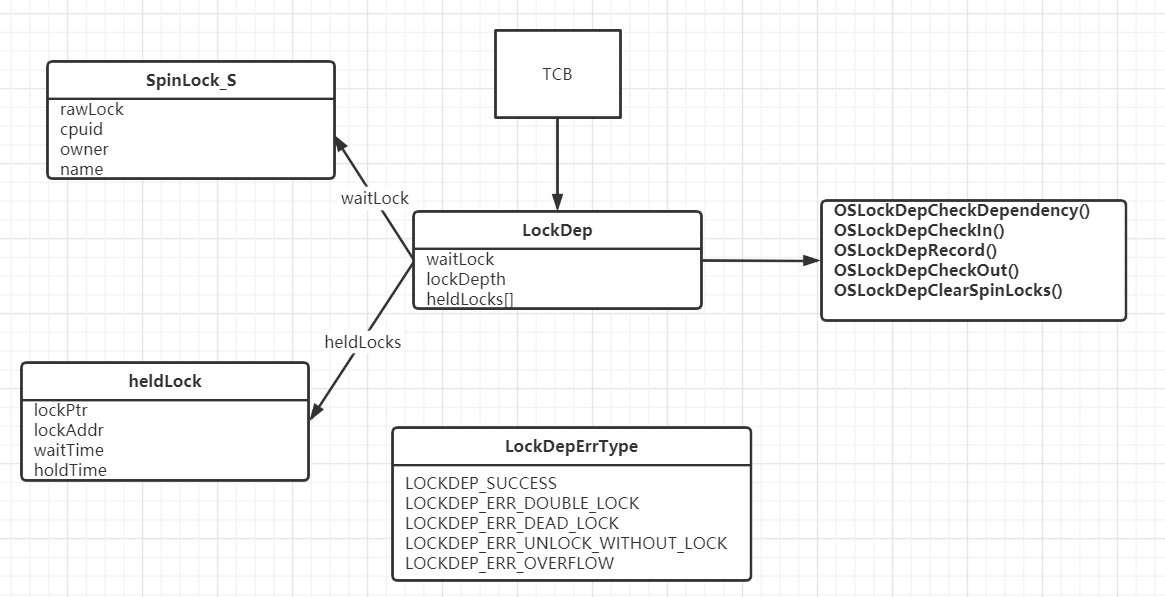 TCB
SpinLock_S
rawLock
cpuid
owner
name
waitLock
LockDep
waitLock
lockDepth
heldLocks[]
OSLockDepCheckDependency()
OSLockDepCheckIn()
OSLockDepRecord()
OSLockDepCheckOut()
OSLockDepClearSpinLocks()
heldLocks
heldLock
lockPtr
lockAddr
waitTime
holdTime
LockDepErrType
LOCKDEP_SUCCESS
LOCKDEP_ERR_DOUBLE_LOCK
LOCKDEP_ERR_DEAD_LOCK
LOCKDEP_ERR_UNLOCK_WITHOUT_LOCK
LOCKDEP_ERR_OVERFLOW